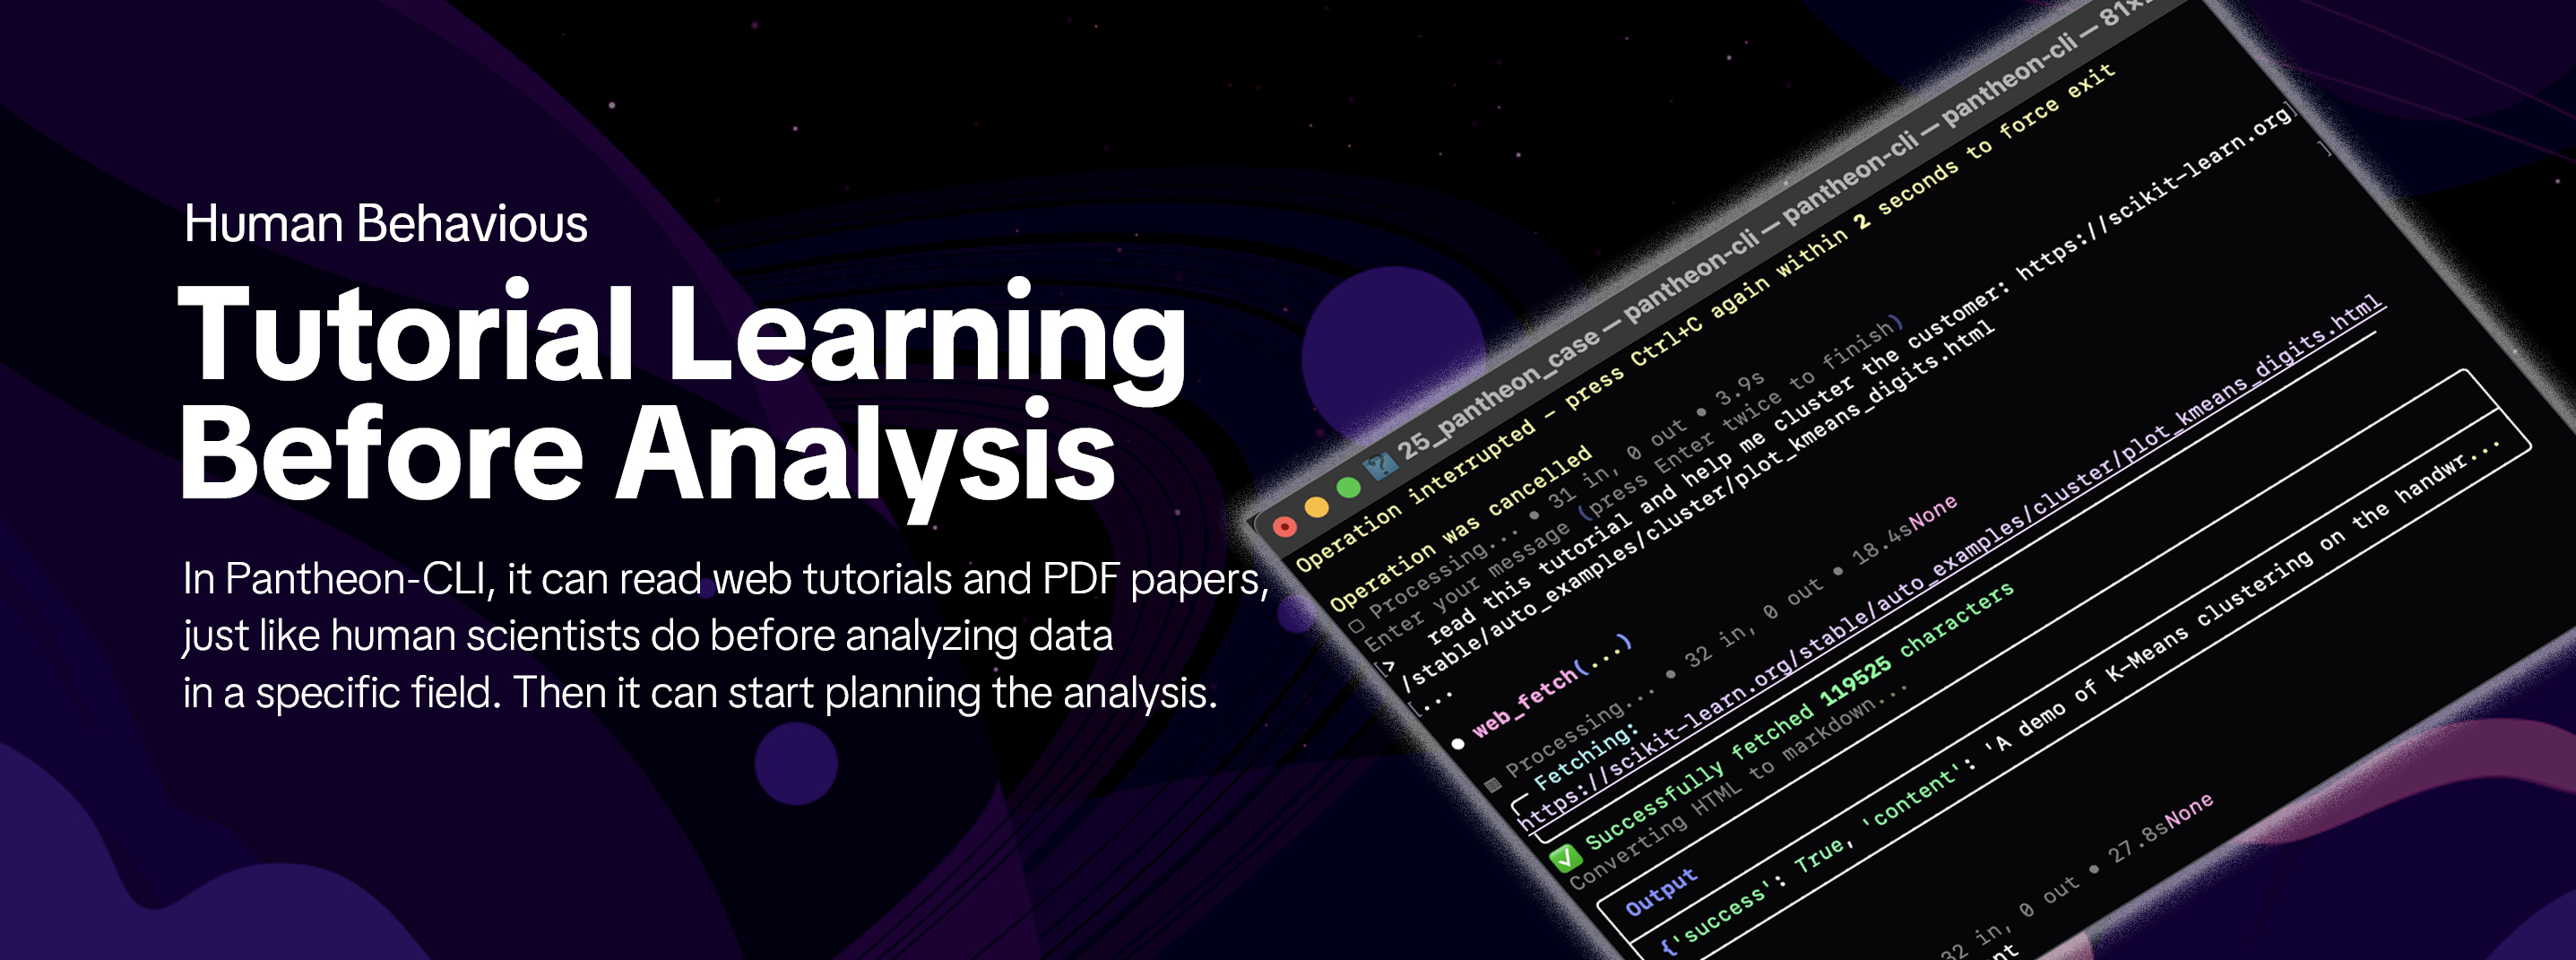 Human Behavious
Tutorial Learning
Before Analysis
In Pantheon-CLI, it can read web tutorials and PDF papers,
just like human scientists do before analyzing data
in a specific field. Then it can start planning the analysis.
25_pantheon_case — pantheon-cli — pantheon-cli — pantheon-cli — 81x
Operation interrupted — press Ctrl+C again within 2 seconds to force exit
Operation was cancelled
Processing... • 31 in, 0 out • 3.9s
Enter your message (press Enter twice to finish)
[> read this tutorial and help me cluster the customer: https://scikit-learn.org]
/stable/auto_examples/cluster/plot_kmeans_digits.html
[... ]
● web_fetch(...)
Processing... • 32 in, 0 out • 18.4sNone
Fetching:
https://scikit-learn.org/stable/auto_examples/cluster/plot_kmeans_digits.html
✅ Successfully fetched 119525 characters
Converting HTML to markdown...
Output
{'success': True, 'content': 'A demo of K-Means clustering on the handwr...
32 in, 0 out • 27.8sNone